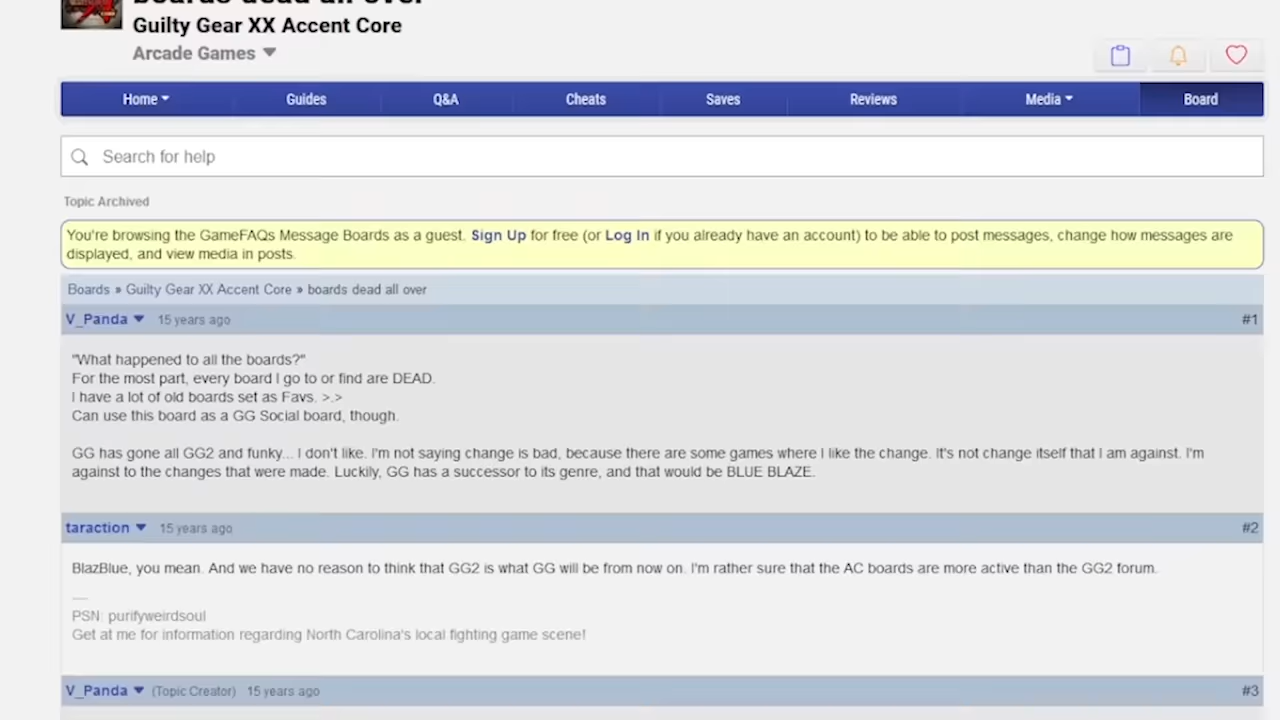 boards dead all over
Guilty Gear XX Accent Core
Arcade Games
Home
Guides
Q&A
Cheats
Saves
Reviews
Media
Board
Search for help
Topic Archived
You're browsing the GameFAQs Message Boards as a guest. Sign Up for free (or Log In if you already have an account) to be able to post messages, change how messages are
displayed, and view media in posts.
Boards » Guilty Gear XX Accent Core » boards dead all over
V_Panda 15 years ago #1
"What happened to all the boards?"
For the most part, every board I go to or find are DEAD.
I have a lot of old boards set as Favs. >.>
Can use this board as a GG Social board, though.
GG has gone all GG2 and funky... I don't like. I'm not saying change is bad, because there are some games where I like the change. It's not change itself that I am against. I'm
against to the changes that were made. Luckily, GG has a successor to its genre, and that would be BLUE BLAZE.
taraction 15 years ago #2
BlazBlue, you mean. And we have no reason to think that GG2 is what GG will be from now on. I'm rather sure that the AC boards are more active than the GG2 forum.
—
PSN: purifyweirdsoul
Get at me for information regarding North Carolina's local fighting game scene!
V_Panda (Topic Creator) 15 years ago #3